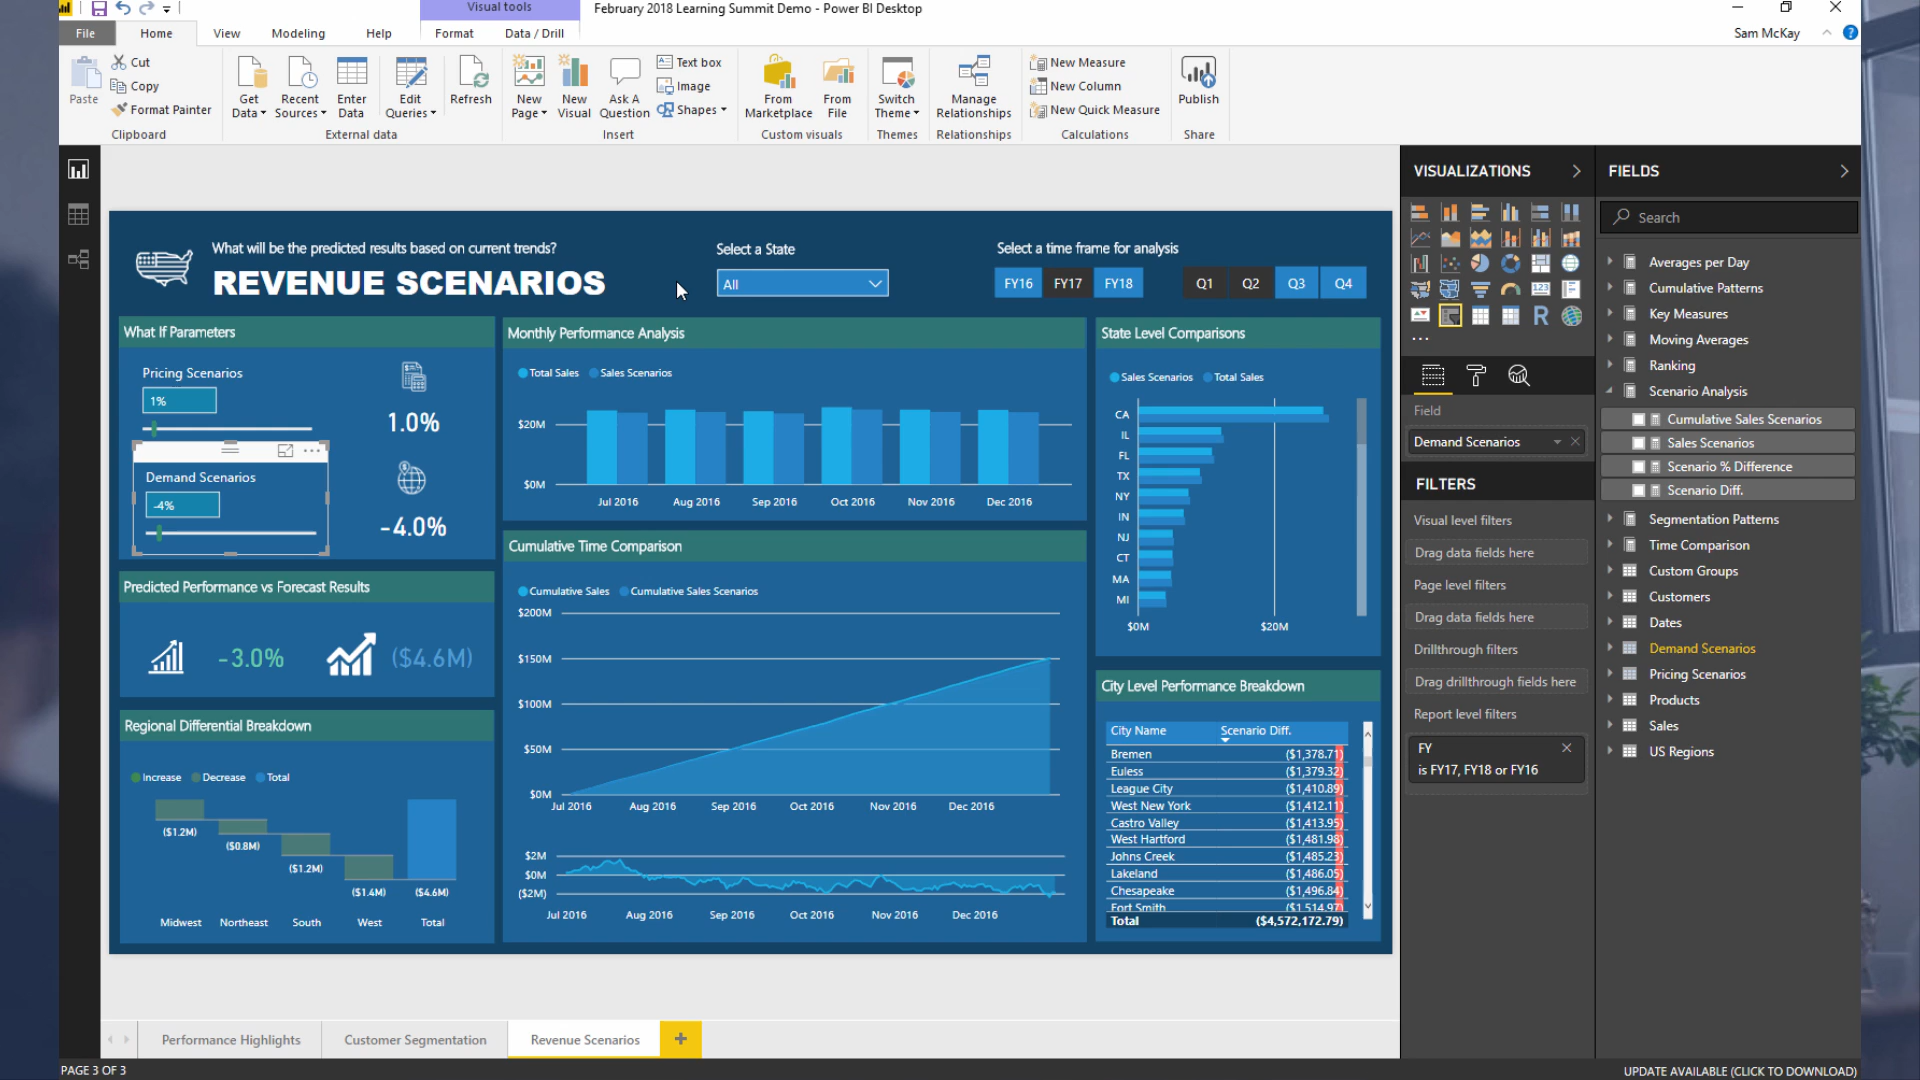 Visual tools
February 2018 Learning Summit Demo - Power BI Desktop
File
Home
View
Modeling
Help
Format
Data / Drill
Sam McKay
Paste
Cut
Copy
Format Painter
Clipboard
Get Data
Recent Sources
Enter Data
Edit Queries
Refresh
External data
New Page
New Visual
Ask A Question
Text box
Image
Shapes
Insert
From Marketplace
From File
Custom visuals
Switch Theme
Themes
Manage Relationships
Relationships
New Measure
New Column
New Quick Measure
Calculations
Publish
Share
What will be the predicted results based on current trends?
REVENUE SCENARIOS
Select a State
All
Select a time frame for analysis
FY16 FY17 FY18
Q1 Q2 Q3 Q4
What If Parameters
Pricing Scenarios
1%
1.0%
Demand Scenarios
-4%
-4.0%
Predicted Performance vs Forecast Results
-3.0%
($4.6M)
Regional Differential Breakdown
Increase Decrease Total
($1.2M)
($0.8M)
($1.2M)
($1.4M)
($4.6M)
Midwest Northeast South West Total
Monthly Performance Analysis
Total Sales Sales Scenarios
$20M
$0M
Jul 2016 Aug 2016 Sep 2016 Oct 2016 Nov 2016 Dec 2016
Cumulative Time Comparison
Cumulative Sales Cumulative Sales Scenarios
$200M
$150M
$100M
$50M
$0M
Jul 2016 Aug 2016 Sep 2016 Oct 2016 Nov 2016 Dec 2016
$2M
$0M
($2M)
Jul 2016 Aug 2016 Sep 2016 Oct 2016 Nov 2016 Dec 2016
State Level Comparisons
Sales Scenarios Total Sales
CA
IL
FL
TX
NY
IN
NJ
CT
MA
MI
$0M $20M
City Level Performance Breakdown
City Name Scenario Diff.
Bremen ($1,378.71)
Euless ($1,379.32)
League City ($1,410.89)
West New York ($1,412.11)
Castro Valley ($1,413.95)
West Hartford ($1,481.98)
Johns Creek ($1,485.23)
Lakeland ($1,486.05)
Chesapeake ($1,496.84)
Fort Smith ($1,514.97)
Total ($4,572,172.79)
VISUALIZATIONS
123
R
Field
Demand Scenarios
FILTERS
Visual level filters
Drag data fields here
Page level filters
Drag data fields here
Drillthrough filters
Drag drillthrough fields here
Report level filters
FY
is FY17, FY18 or FY16
FIELDS
Search
Averages per Day
Cumulative Patterns
Key Measures
Moving Averages
Ranking
Scenario Analysis
Cumulative Sales Scenarios
Sales Scenarios
Scenario % Difference
Scenario Diff.
Segmentation Patterns
Time Comparison
Custom Groups
Customers
Dates
Demand Scenarios
Pricing Scenarios
Products
Sales
US Regions
Performance Highlights
Customer Segmentation
Revenue Scenarios
PAGE 3 OF 3
UPDATE AVAILABLE (CLICK TO DOWNLOAD)